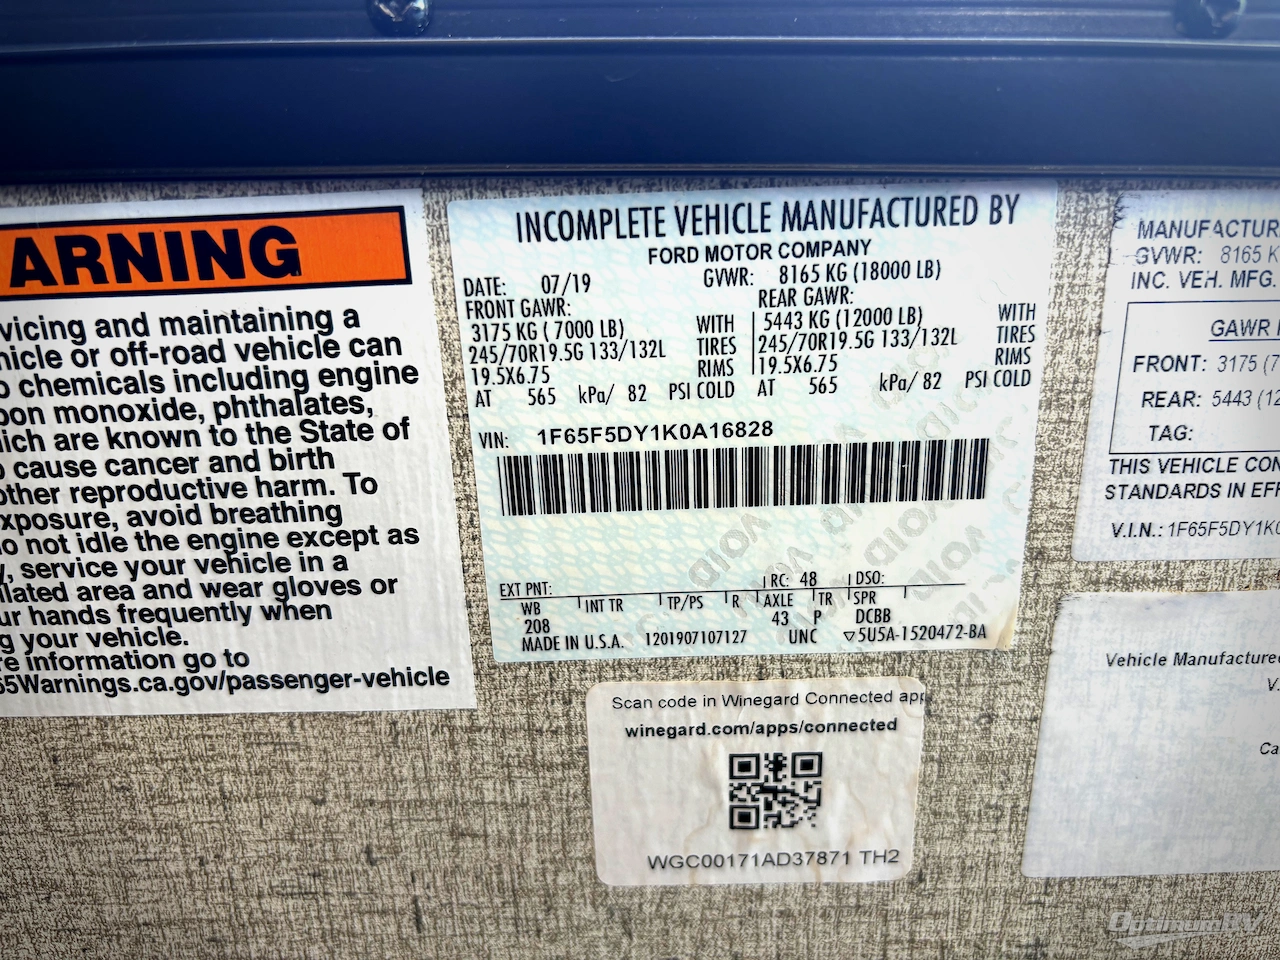 ARNING
vicing and maintaining a
hicle or off-road vehicle can
o chemicals including engine
bon monoxide, phthalates,
hich are known to the State of
o cause cancer and birth
other reproductive harm. To
xposure, avoid breathing
o not idle the engine except as
y, service your vehicle in a
ilated area and wear gloves or
ur hands frequently when
g your vehicle.
re information go to
65Warnings.ca.gov/passenger-vehicle
INCOMPLETE VEHICLE MANUFACTURED BY
FORD MOTOR COMPANY
DATE: 07/19 GVWR: 8165 KG (18000 LB)
FRONT GAWR: REAR GAWR:
3175 KG ( 7000 LB) WITH 5443 KG (12000 LB) WITH
245/70R19.5G 133/132L TIRES 245/70R19.5G 133/132L TIRES
19.5X6.75 RIMS 19.5X6.75 RIMS
AT 565 kPa/ 82 PSI COLD AT 565 kPa/ 82 PSI COLD
VIN: 1F65F5DY1K0A16828
EXT PNT: RC: 48 DSO:
WB INT TR TP/PS R AXLE TR SPR
208 43 P DCBB
MADE IN U.S.A. 1201907107127 UNC ▽5U5A-1520472-BA
Scan code in Winegard Connected app
winegard.com/apps/connected
WGC00171AD37871 TH2
MANUFACTUR
GVWR: 8165 K
INC. VEH. MFG.
GAWR
FRONT: 3175 (7
REAR: 5443 (12
TAG:
THIS VEHICLE CON
STANDARDS IN EFF
V.I.N.: 1F65F5DY1K0
Vehicle Manufactured
V.
Ca
OptimumRV